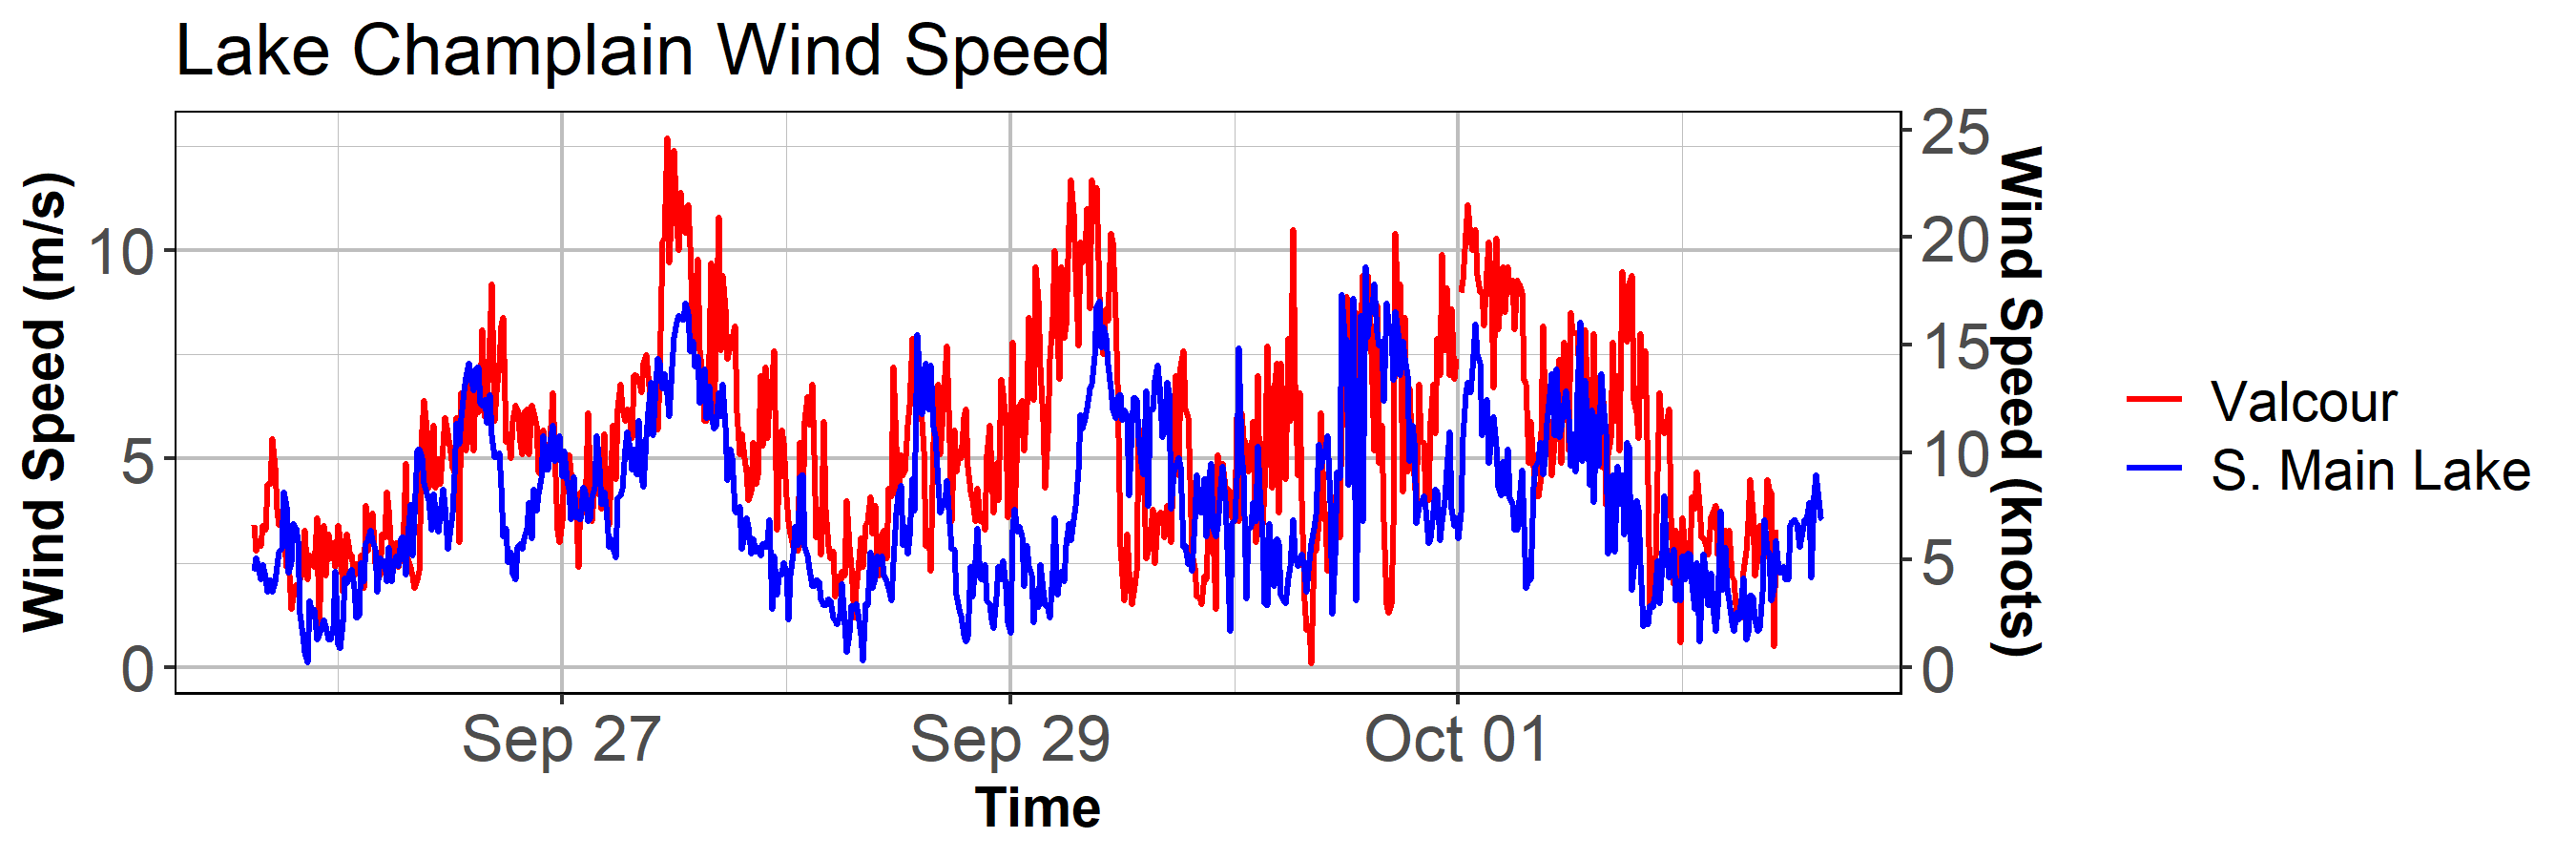 Lake Champlain Wind Speed
Wind Speed (m/s)
10
5
0
25
20
15
10
5
0
Wind Speed (knots)
Sep 27
Sep 29
Oct 01
Time
Valcour
S. Main Lake